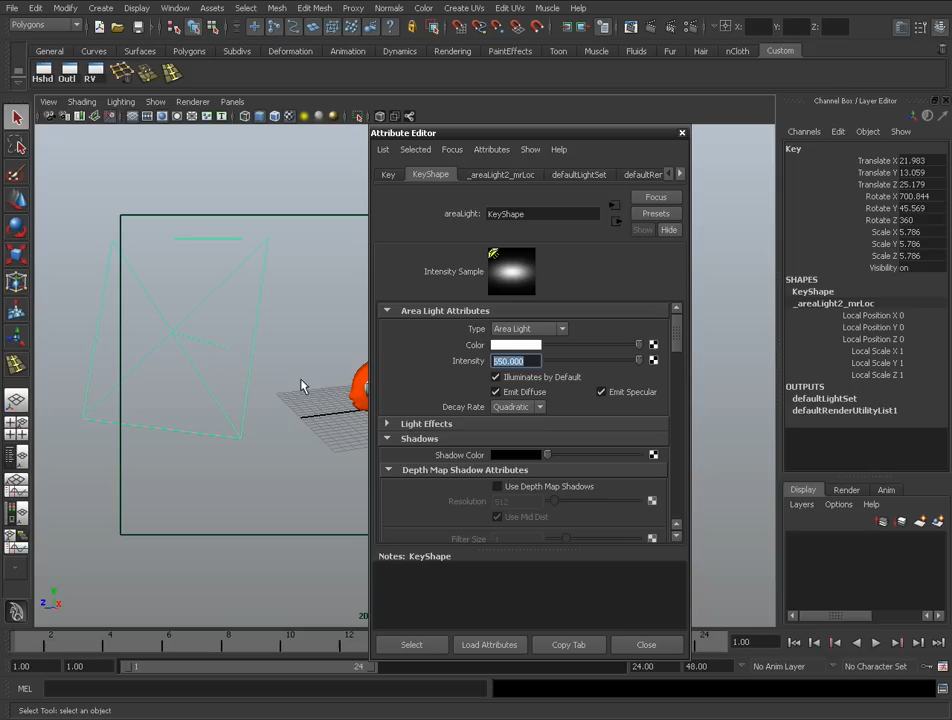 File Edit Modify Create Display Window Assets Select Mesh Edit Mesh Proxy Normals Color Create UVs Edit UVs Muscle Help
Polygons X: Y: Z:
General Curves Surfaces Polygons Subdivs Deformation Animation Dynamics Rendering PaintEffects Toon Muscle Fluids Fur Hair nCloth Custom
Hshd Outl RV
View Shading Lighting Show Renderer Panels
Channel Box / Layer Editor
Attribute Editor
Channels Edit Object Show
List Selected Focus Attributes Show Help
Key
Translate X 21.983
Translate Y 13.059
Translate Z 25.179
Rotate X 700.844
Rotate Y 45.569
Rotate Z 360
Scale X 5.786
Scale Y 5.786
Scale Z 5.786
Visibility on
SHAPES
KeyShape
_areaLight2_mrLoc
Local Position X 0
Local Position Y 0
Local Position Z 0
Local Scale X 1
Local Scale Y 1
Local Scale Z 1
OUTPUTS
defaultLightSet
defaultRenderUtilityList1
Key KeyShape _areaLight2_mrLoc defaultLightSet defaultRer
Focus
areaLight: KeyShape
Presets
Show Hide
Intensity Sample
Area Light Attributes
Type Area Light
Color
Intensity 550.000
Illuminates by Default
Emit Diffuse Emit Specular
Decay Rate Quadratic
Light Effects
Shadows
Shadow Color
Depth Map Shadow Attributes
Use Depth Map Shadows
Resolution 512
Use Mid Dist
Filter Size 1
Notes: KeyShape
Select Load Attributes Copy Tab Close
Display Render Anim
Layers Options Help
2D
Y
Z X
2 4 6 8 10 12 24 1.00
1.00 1.00 1 24 24.00 48.00 No Anim Layer No Character Set
MEL
Select Tool: select an object